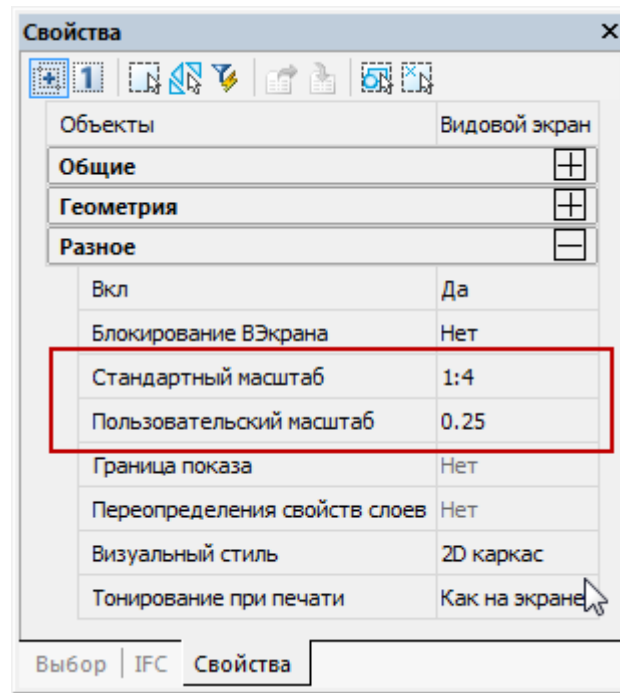 Свойства
1
Объекты Видовой экран
Общие
Геометрия
Разное
Вкл Да
Блокирование ВЭкрана Нет
Стандартный масштаб 1:4
Пользовательский масштаб 0.25
Граница показа Нет
Переопределения свойств слоев Нет
Визуальный стиль 2D каркас
Тонирование при печати Как на экране
Выбор IFC Свойства